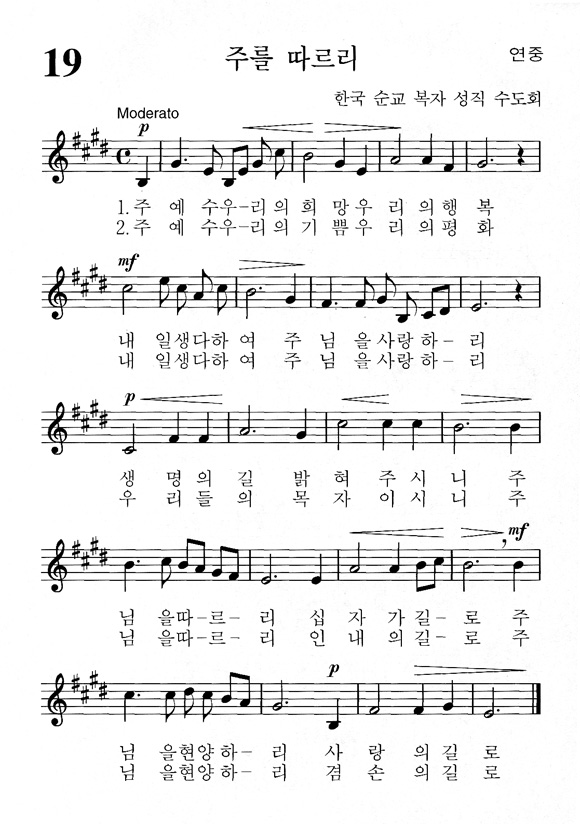 19 주를 따르리 연중
한국 순교 복자 성직 수도회
Moderato
p
1.주 예 수우-리의희 망우 리 의행 복
2.주 예 수우-리의기 쁨우 리 의평 화
mf
내 일생다하 여 주 님 을사랑하- 리
내 일생다하 여 주 님 을사랑하- 리
p
생 명의 길 밝 혀 주 시 니 주
우 리들 의 목 자 이 시 니 주
mf
님 을따-르- 리 십 자 가길- 로 주
님 을따-르- 리 인 내 의길- 로 주
p
님 을현양하- 리 사 랑 의길 로
님 을현양하- 리 겸 손 의길 로